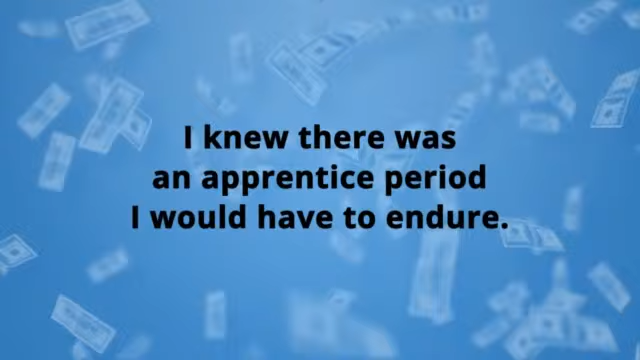 I knew there was
an apprentice period
I would have to endure.